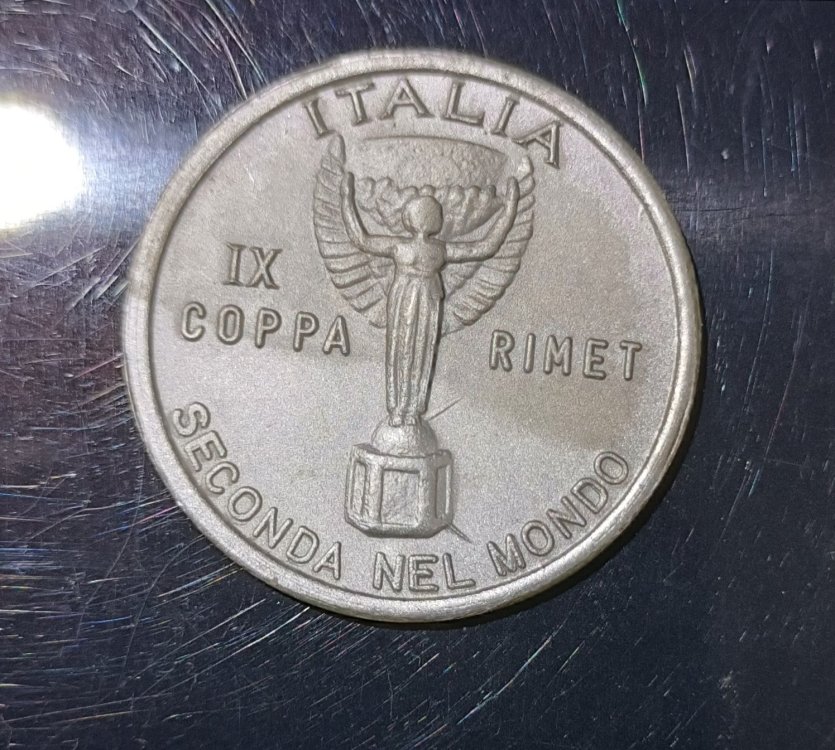 ITALIA
IX
COPPA RIMET
SECONDA NEL MONDO